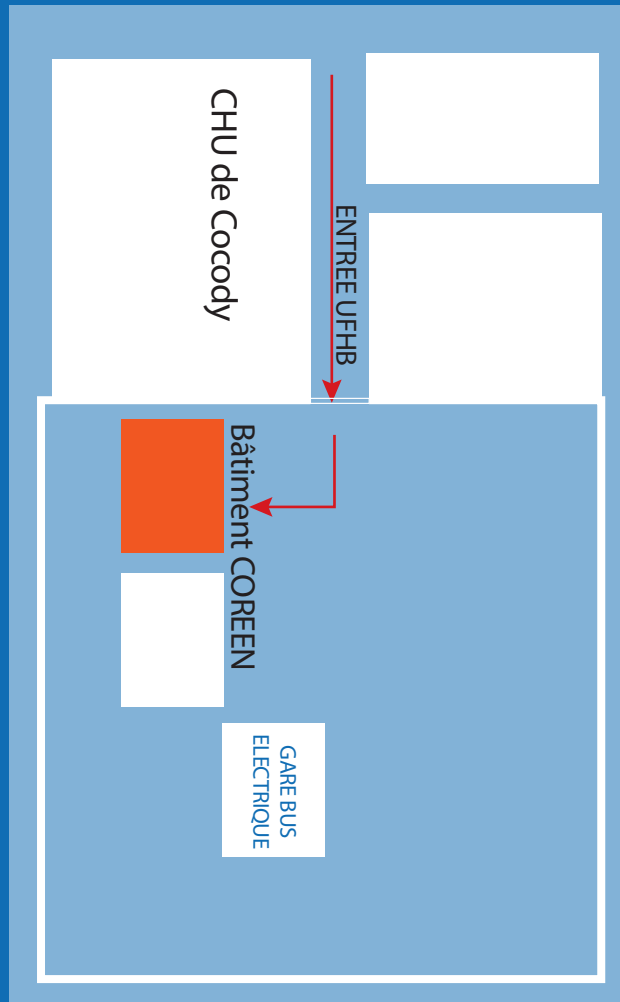 CHU de Cocody
ENTREE UFHB
Bâtiment COREEN
GARE BUS
ELECTRIQUE